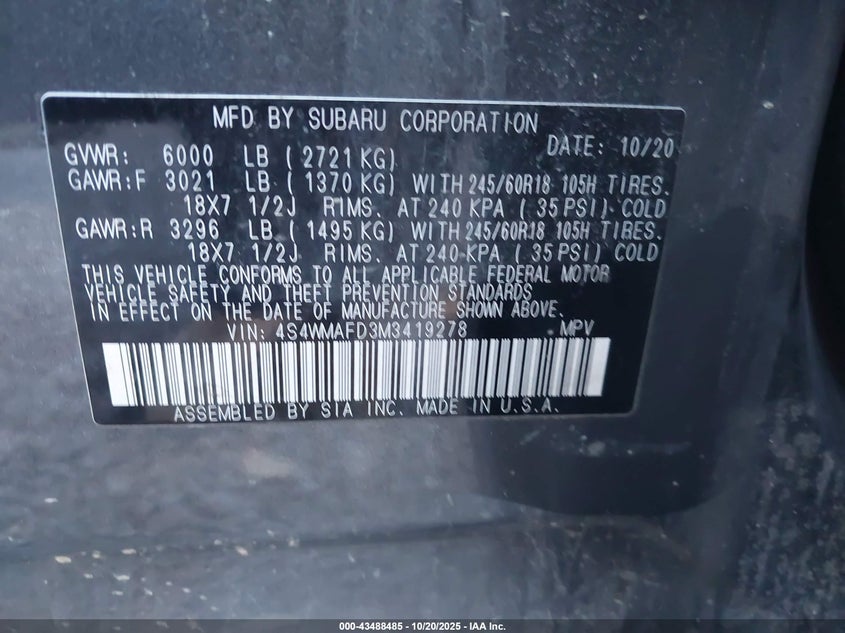 MFD BY SUBARU CORPORATION
DATE: 10/20
GVWR: 6000 LB ( 2721 KG)
GAWR:F 3021 LB ( 1370 KG) WITH 245/60R18 105H TIRES.
18X7 1/2J RIMS. AT 240 KPA ( 35 PSI) COLD
GAWR:R 3296 LB ( 1495 KG) WITH 245/60R18 105H TIRES.
18X7 1/2J RIMS. AT 240 KPA ( 35 PSI) COLD
THIS VEHICLE CONFORMS TO ALL APPLICABLE FEDERAL MOTOR
VEHICLE SAFETY AND THEFT PREVENTION STANDARDS
IN EFFECT ON THE DATE OF MANUFACTURE SHOWN ABOVE.
VIN: 4S4WMAFD3M3419278 MPV
ASSEMBLED BY SIA INC. MADE IN U.S.A.
000-43488485 - 10/20/2025 - IAA Inc.